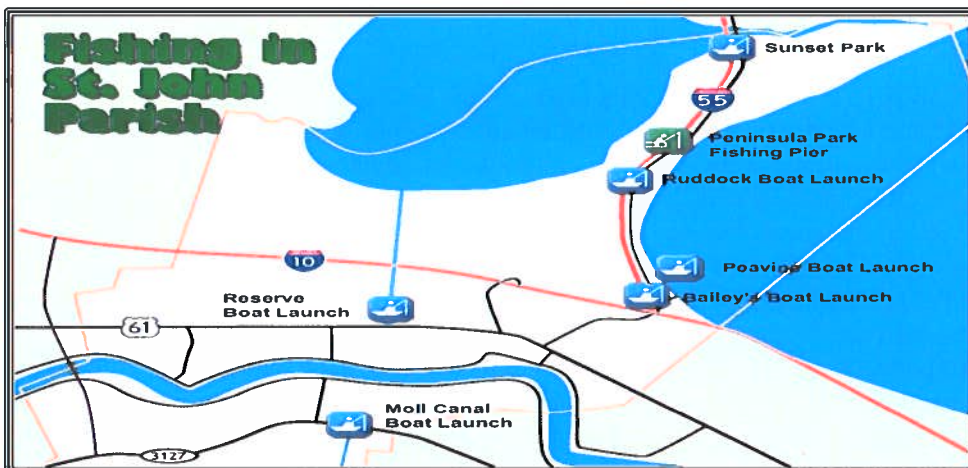 Fishing in
St. John
Parish
Sunset Park
55
Peninsula Park
Fishing Pier
Ruddock Boat Launch
10
Peavine Boat Launch
Reserve
Boat Launch
Bailey's Boat Launch
61
Moll Canal
Boat Launch
3127